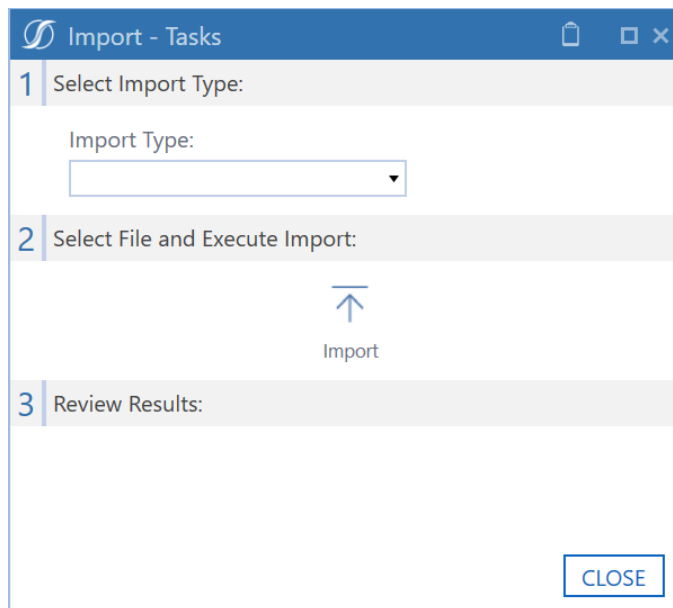 Import - Tasks
1 Select Import Type:
Import Type:
2 Select File and Execute Import:
Import
3 Review Results:
CLOSE